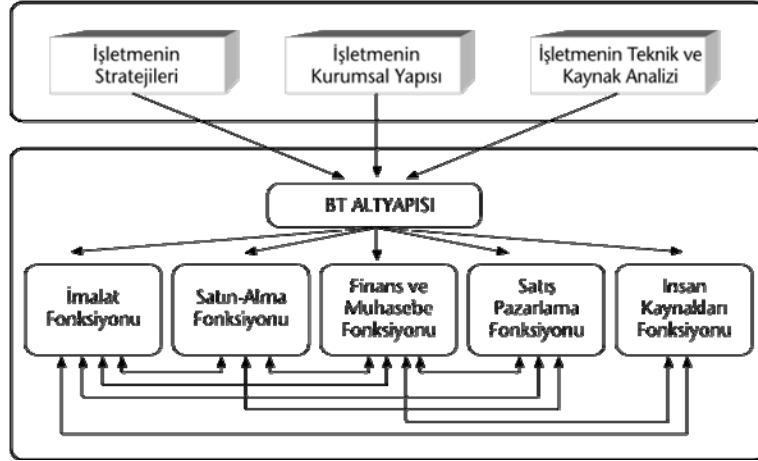 İşletmenin
Stratejileri
İşletmenin
Kurumsal Yapısı
İşletmenin Teknik ve
Kaynak Analizi
BT ALTYAPISI
İmalat
Fonksiyonu
Satın-Alma
Fonksiyonu
Finans ve
Muhasebe
Fonksiyonu
Satış
Pazarlama
Fonksiyonu
Insan
Kaynakları
Fonksiyonu